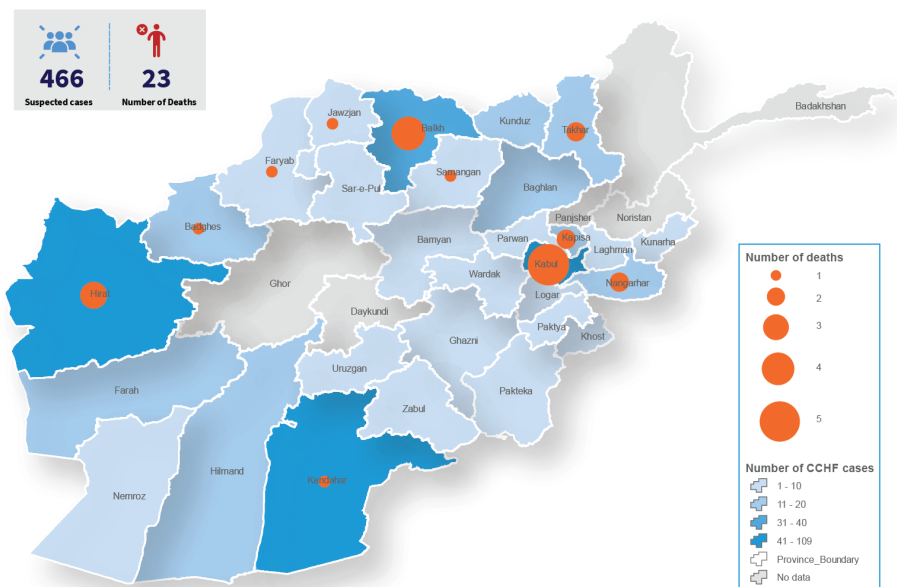 466
Suspected cases
23
Number of Deaths
Badakhshan
Jawzjan
Balkh
Kunduz
Takhar
Faryab
Samangan
Sar-e-Pul
Baghlan
Badghes
Panjsher
Noristan
Kapisa
Bamyan
Parwan
Laghman
Kunarha
Kabul
Wardak
Nangarhar
Hirat
Ghor
Logar
Daykundi
Paktya
Khost
Ghazni
Uruzgan
Farah
Pakteka
Zabul
Hilmand
Kandahar
Nemroz
Number of deaths
1
2
3
4
5
Number of CCHF cases
1 - 10
11 - 20
31 - 40
41 - 109
Province_Boundary
No data